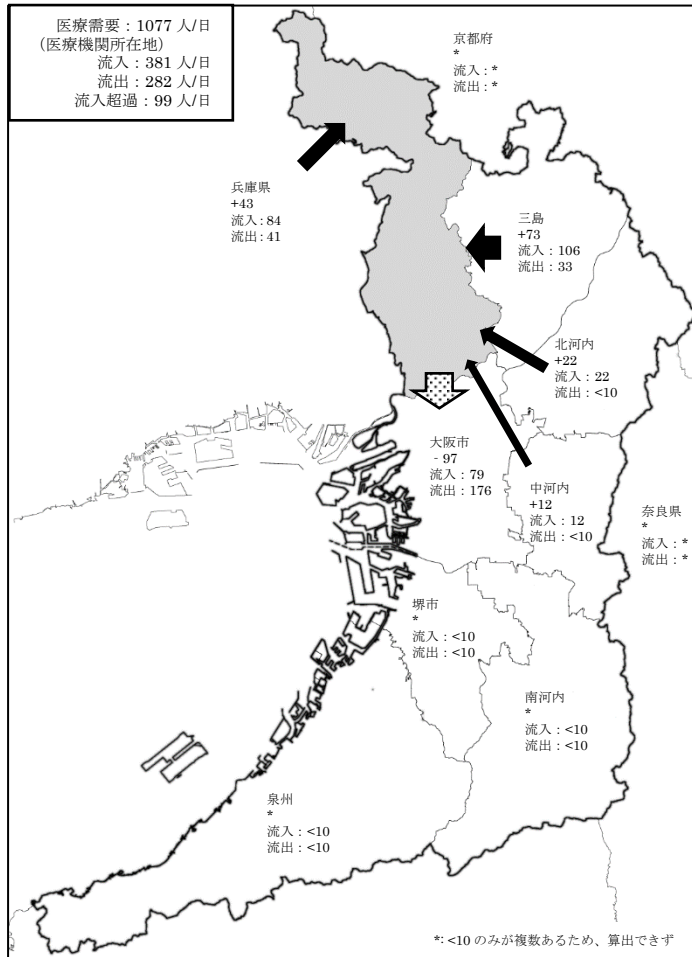 医療需要：1077 人/日
（医療機関所在地）
流入：381 人/日
流出：282 人/日
流入超過：99 人/日
京都府
*
流入：*
流出：*
兵庫県
+43
流入：84
流出：41
三島
+73
流入：106
流出：33
北河内
+22
流入：22
流出：<10
大阪市
- 97
流入：79
流出：176
中河内
+12
流入：12
流出：<10
奈良県
*
流入：*
流出：*
堺市
*
流入：<10
流出：<10
南河内
*
流入：<10
流出：<10
泉州
*
流入：<10
流出：<10
*: <10 のみが複数あるため、算出できず